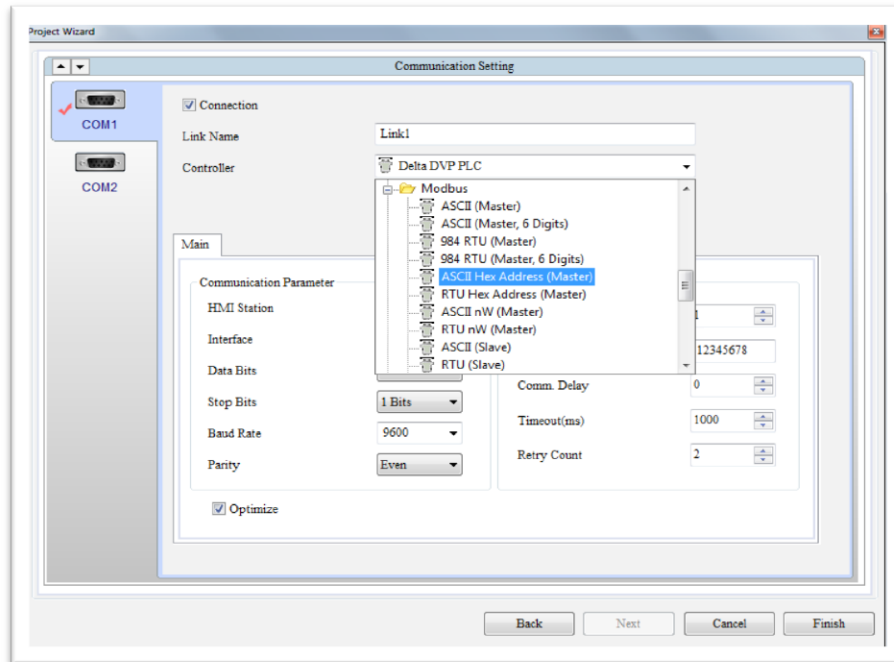 Project Wizard
Communication Setting
COM1
COM2
Connection
Link Name
Link1
Controller
Delta DVP PLC
Modbus
ASCII (Master)
ASCII (Master, 6 Digits)
984 RTU (Master)
984 RTU (Master, 6 Digits)
ASCII Hex Address (Master)
RTU Hex Address (Master)
ASCII nW (Master)
RTU nW (Master)
ASCII (Slave)
RTU (Slave)
Main
Communication Parameter
HMI Station
Interface
Data Bits
Stop Bits
1 Bits
Baud Rate
9600
Parity
Even
Optimize
12345678
Comm. Delay
0
Timeout(ms)
1000
Retry Count
2
Back
Next
Cancel
Finish